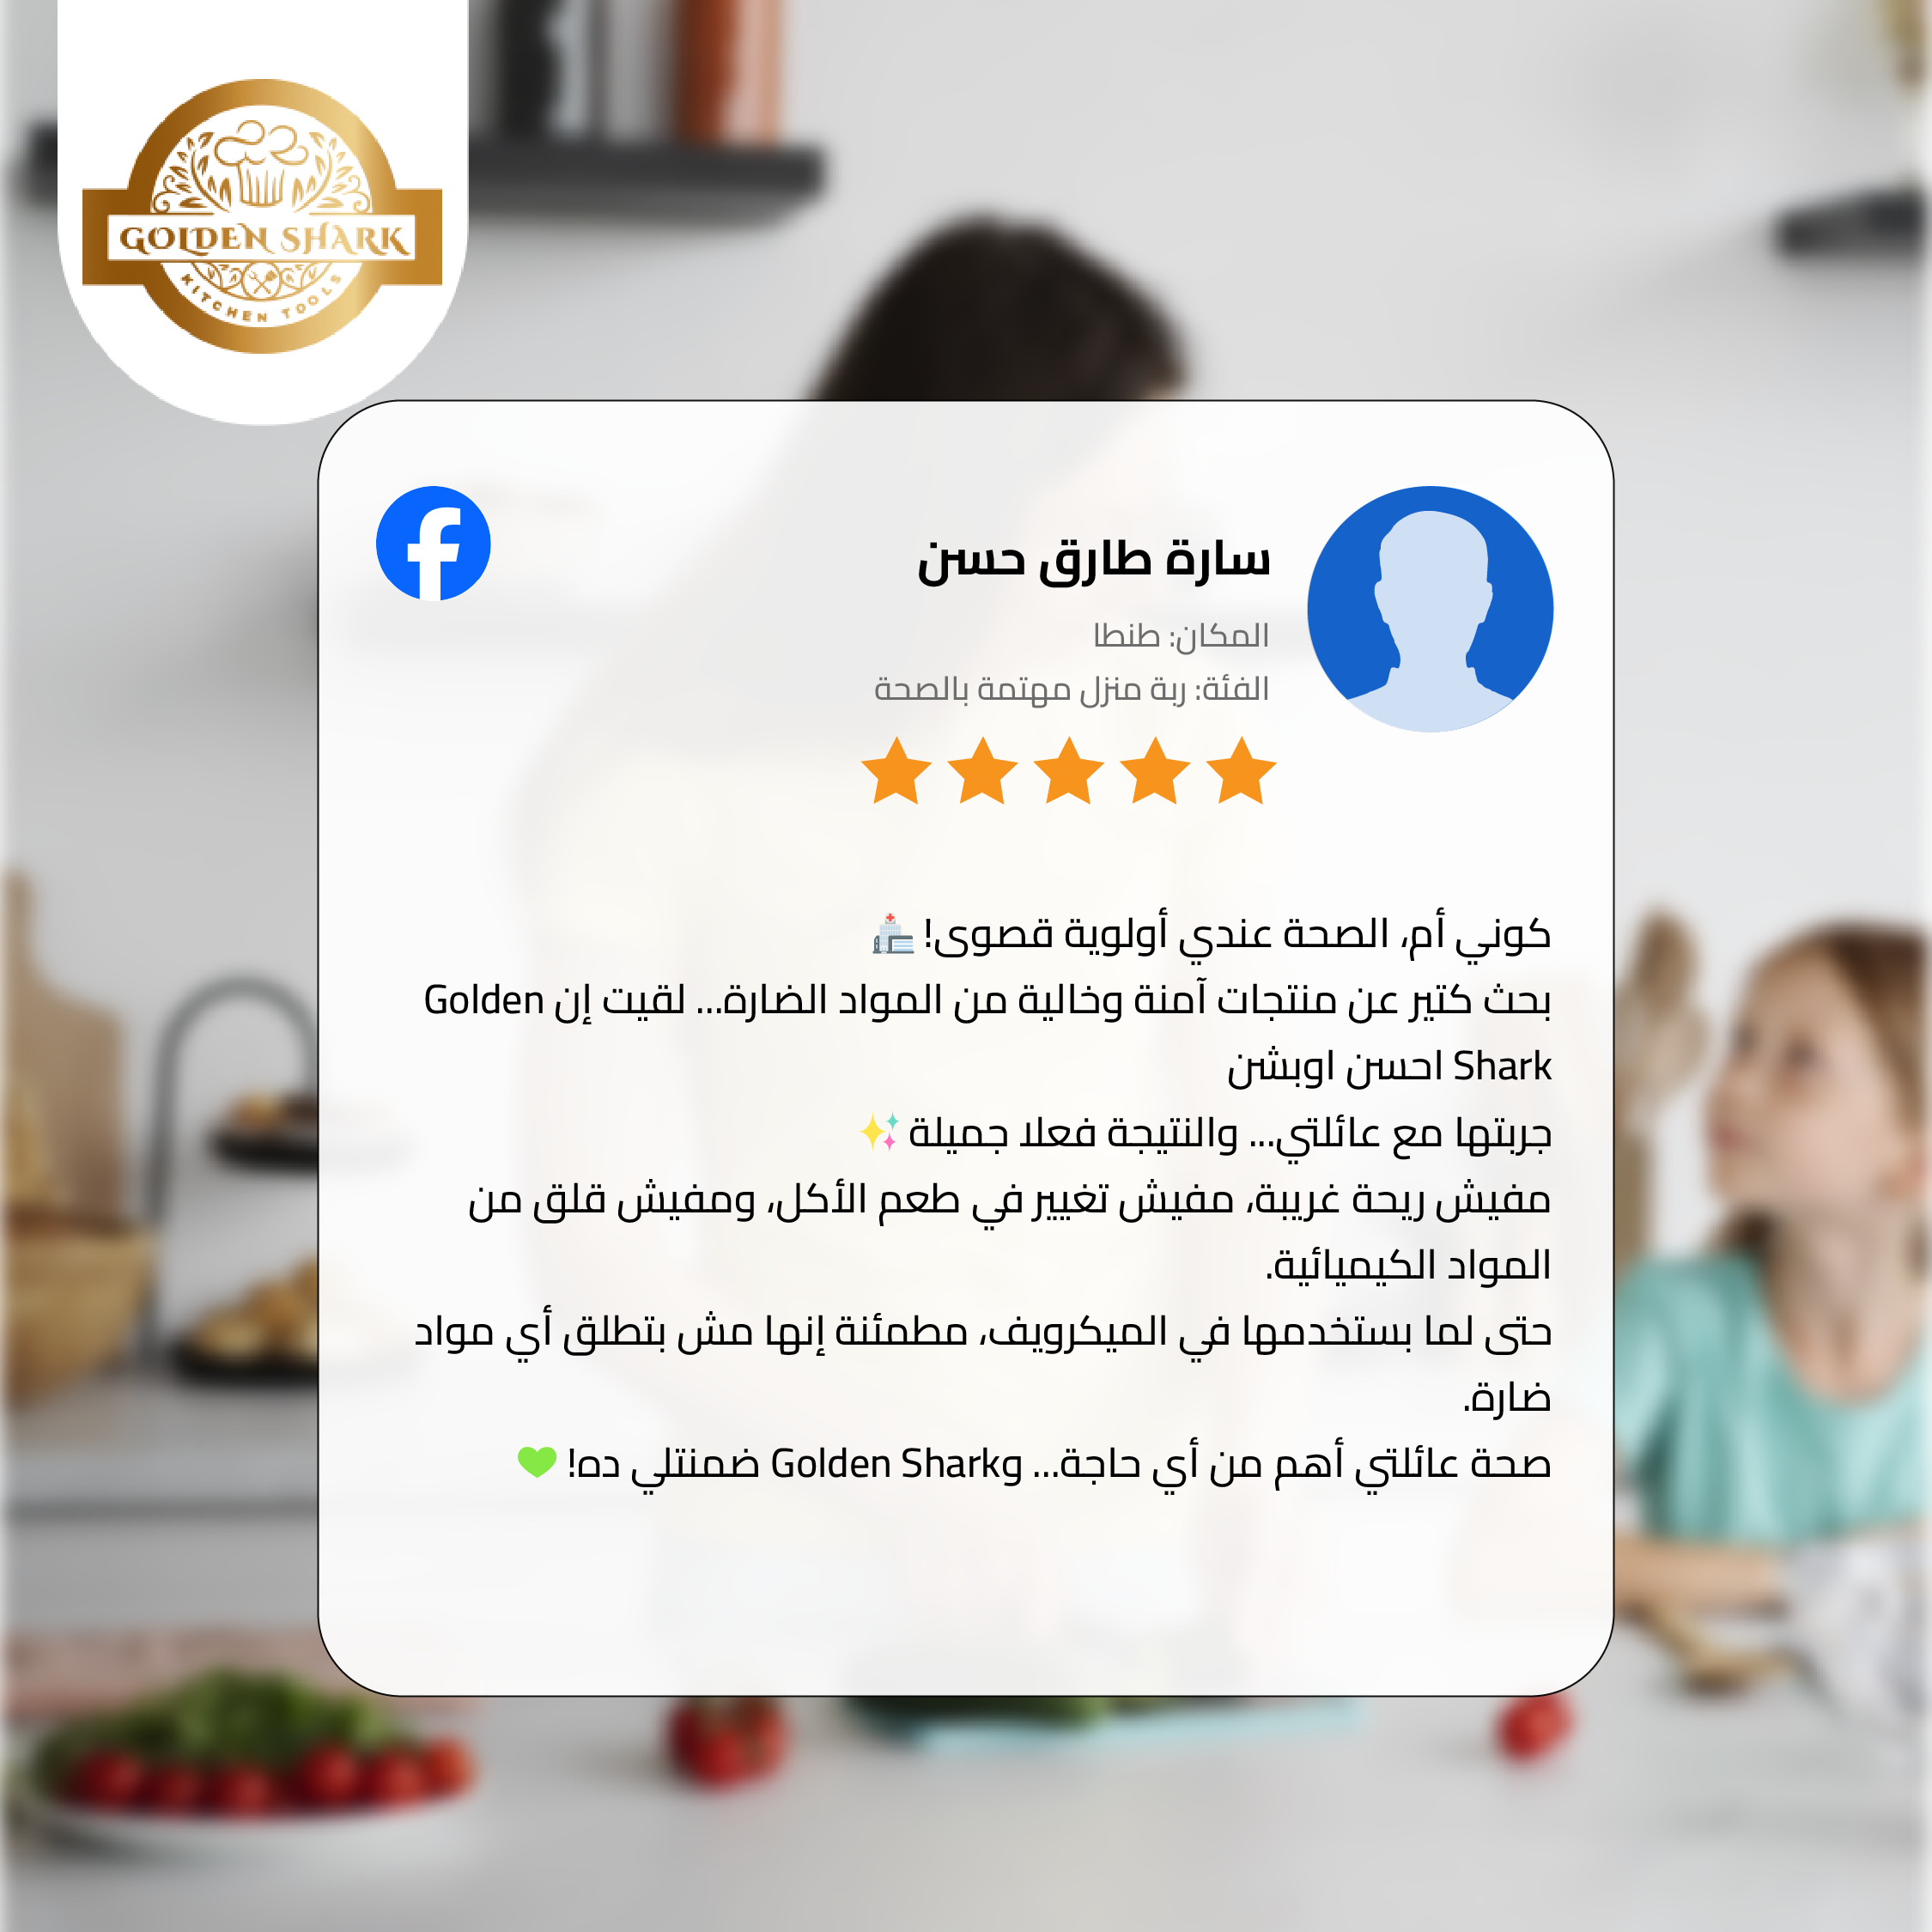 GOLDEN SHARK
KITCHEN TOOLS
سارة طارق حسن
المكان: طنطا
الفئة: ربة منزل مهتمة بالصحة
كوني أم، الصحة عندي أولوية قصوى! 🏥
بحث كتير عن منتجات آمنة وخالية من المواد الضارة... لقيت إن Golden
Shark احسن اوبشن
جربتها مع عائلتي... والنتيجة فعلا جميلة ✨
مفيش ريحة غريبة، مفيش تغيير في طعم الأكل، ومفيش قلق من
المواد الكيميائية.
حتى لما بستخدمها في الميكرويف، مطمئنة إنها مش بتطلق أي مواد
ضارة.
صحة عائلتي أهم من أي حاجة... وGolden Shark ضمنتلي ده! 💚